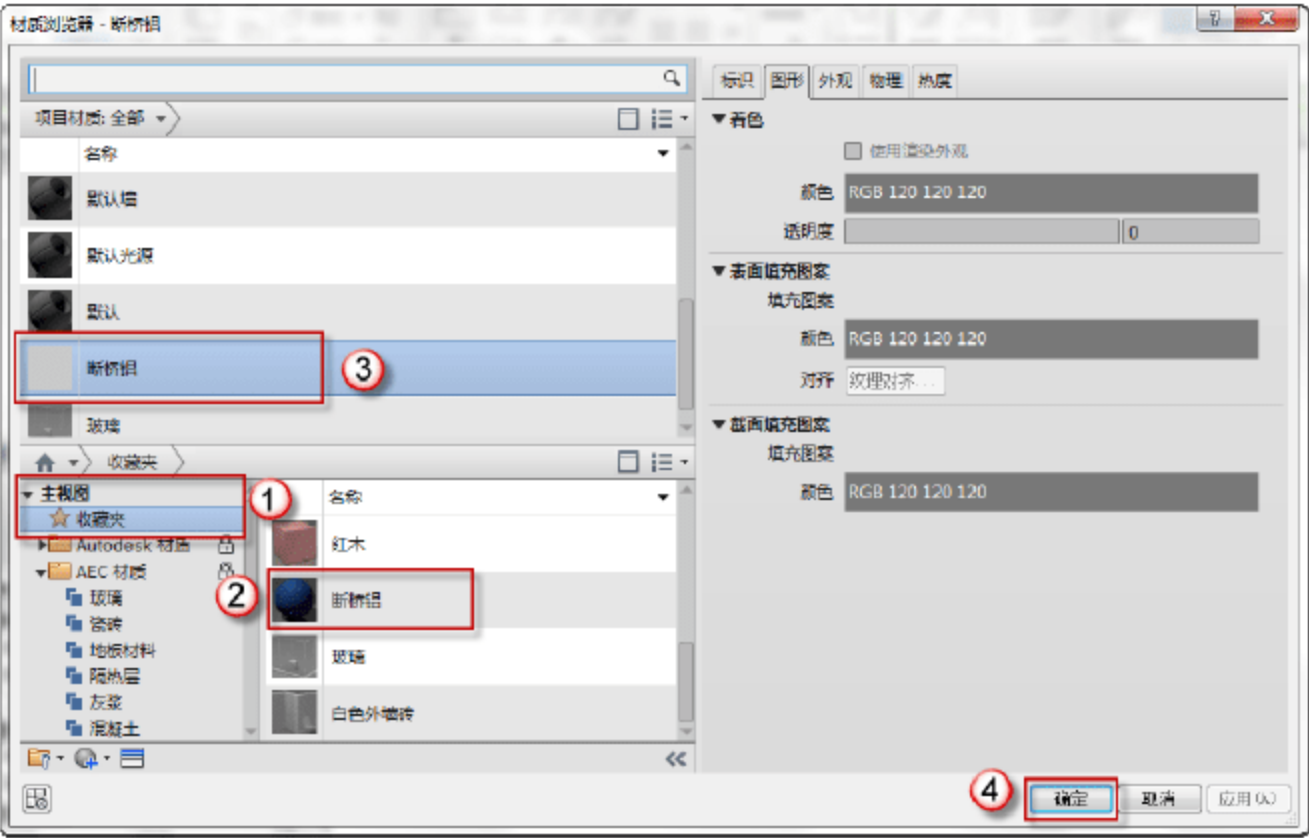 材质浏览器 - 断桥铝
项目材质: 全部
名称
默认墙
默认光源
默认
断桥铝
3
玻璃
收藏夹
主视图
1
收藏夹
Autodesk 材质
AEC 材质
2
玻璃
瓷砖
地板材料
隔热层
灰浆
混凝土
名称
红木
断桥铝
玻璃
白色外墙砖
标识 图形 外观 物理 热度
着色
使用渲染外观
颜色 RGB 120 120 120
透明度 0
表面填充图案
填充图案
颜色 RGB 120 120 120
对齐 纹理对齐...
截面填充图案
填充图案
颜色 RGB 120 120 120
4
确定 取消 应用(A)